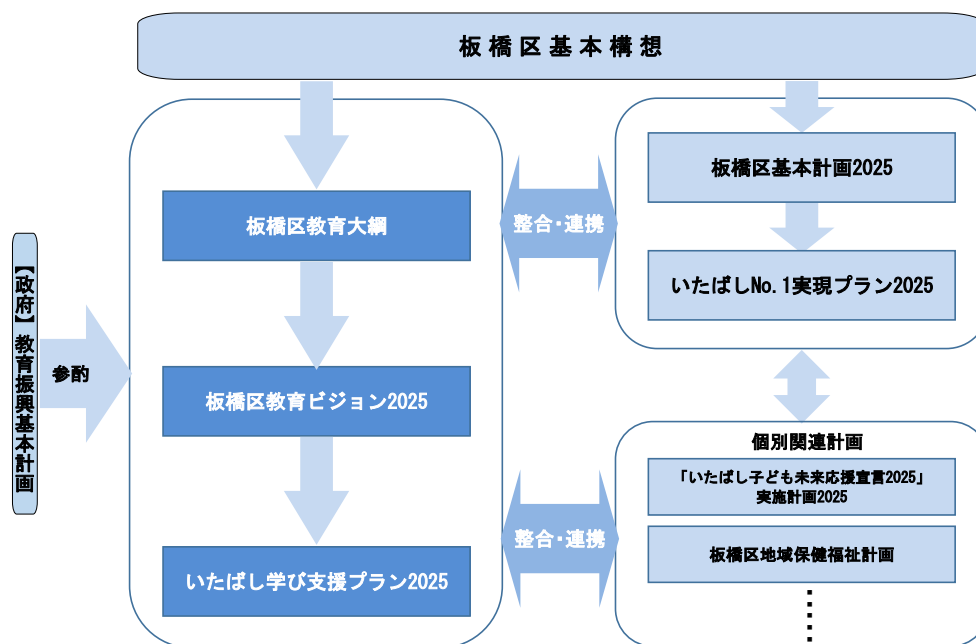 板橋区基本構想
【政府】教育振興基本計画
参酌
板橋区教育大綱
板橋区教育ビジョン2025
いたばし学び支援プラン2025
整合・連携
整合・連携
板橋区基本計画2025
いたばしNo.1実現プラン2025
個別関連計画
「いたばし子ども未来応援宣言2025」
実施計画2025
板橋区地域保健福祉計画